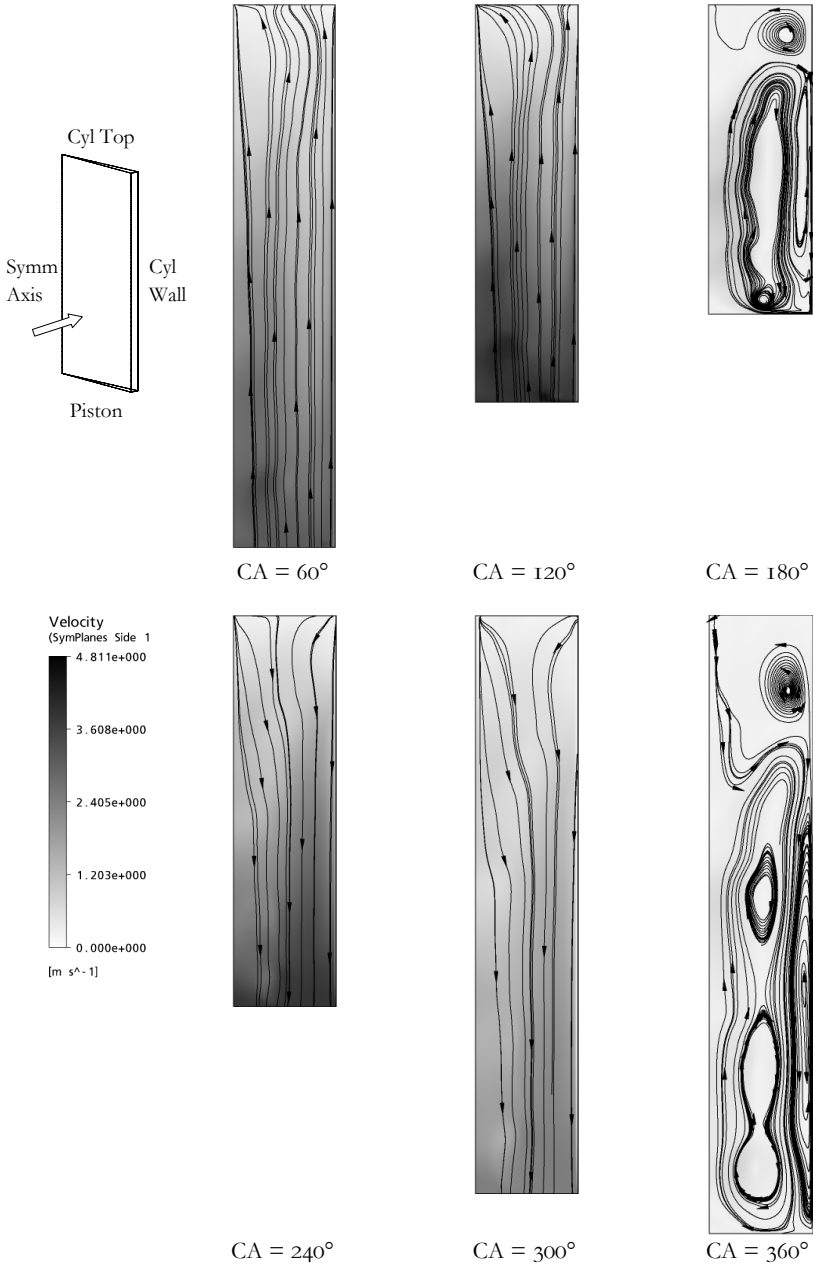 Cyl Top
Symm
Axis
Cyl
Wall
Piston
CA = 60°
CA = 120°
CA = 180°
Velocity
(SymPlanes Side 1
4.811e+000
3.608e+000
2.405e+000
1.203e+000
0.000e+000
[m s^-1]
CA = 240°
CA = 300°
CA = 360°